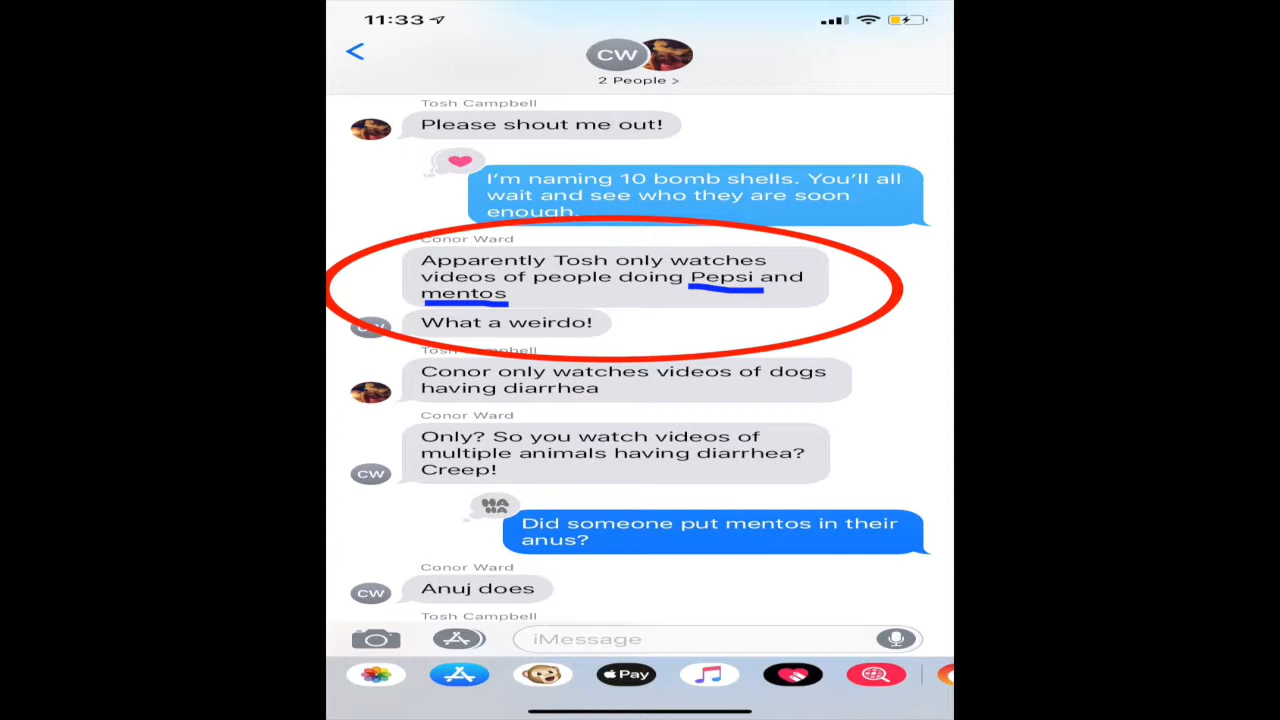 11:33
CW
2 People >
Tosh Campbell
Please shout me out!
I'm naming 10 bomb shells. You'll all
wait and see who they are soon
enough.
Conor Ward
Apparently Tosh only watches
videos of people doing Pepsi and
mentos
What a weirdo!
CW
Tosh Campbell
Conor only watches videos of dogs
having diarrhea
Conor Ward
Only? So you watch videos of
multiple animals having diarrhea?
Creep!
CW
HA HA
Did someone put mentos in their
anus?
Conor Ward
Anuj does
CW
Tosh Campbell
iMessage
Pay